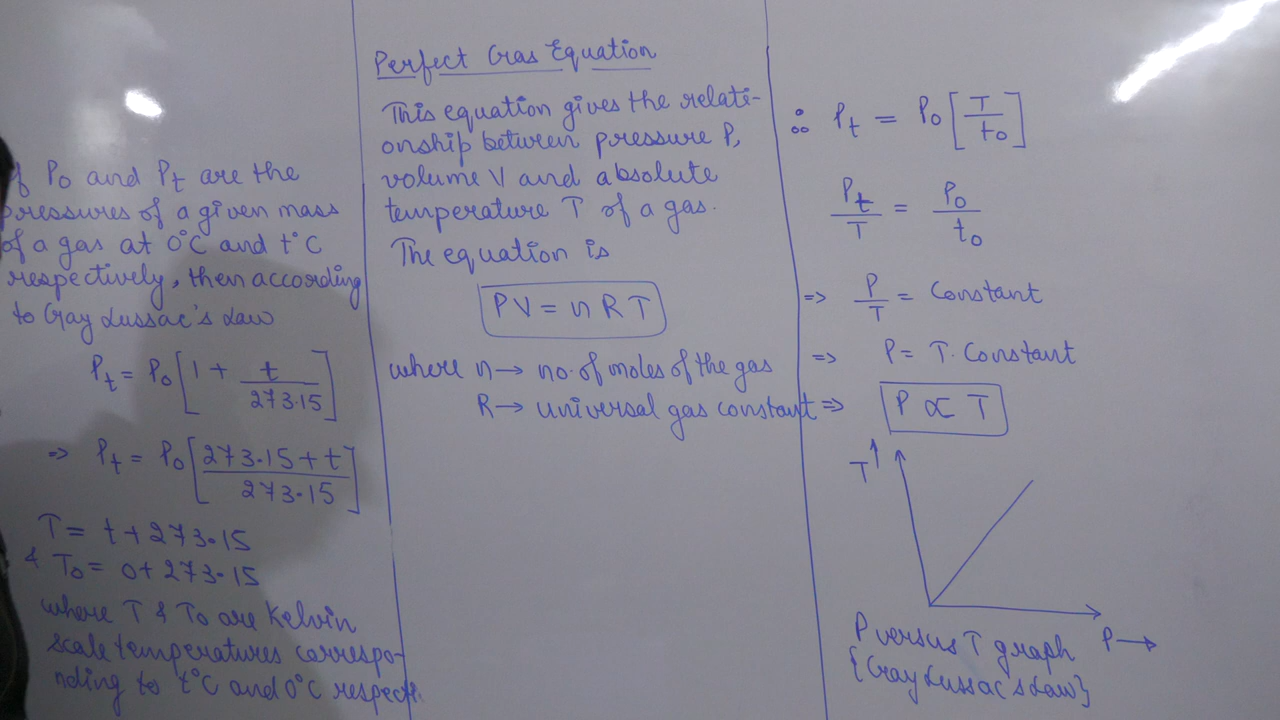 If P₀ and Pt are the
pressures of a given mass
of a gas at 0°C and t°C
respectively, then according
to Gay Lussac's Law
Pt = P₀ [1 + t/273.15]
=> Pt = P₀ [273.15+t/273.15]
T = t+273.15
& T₀ = 0+273.15
where T & T₀ are Kelvin
scale temperatures correspo-
nding to t°C and 0°C respecti
Perfect Gas Equation
This equation gives the relati-
onship between pressure P,
volume V and absolute
temperature T of a gas.
The equation is
PV = nRT
where n → no. of moles of the gas
R → universal gas constant
∴ Pt = P₀ [T/t₀]
Pt/T = P₀/t₀
=> P/T = Constant
=> P = T. Constant
=> P ∝ T
T↑
P→
P versus T graph
{Gay Lussac's Law}